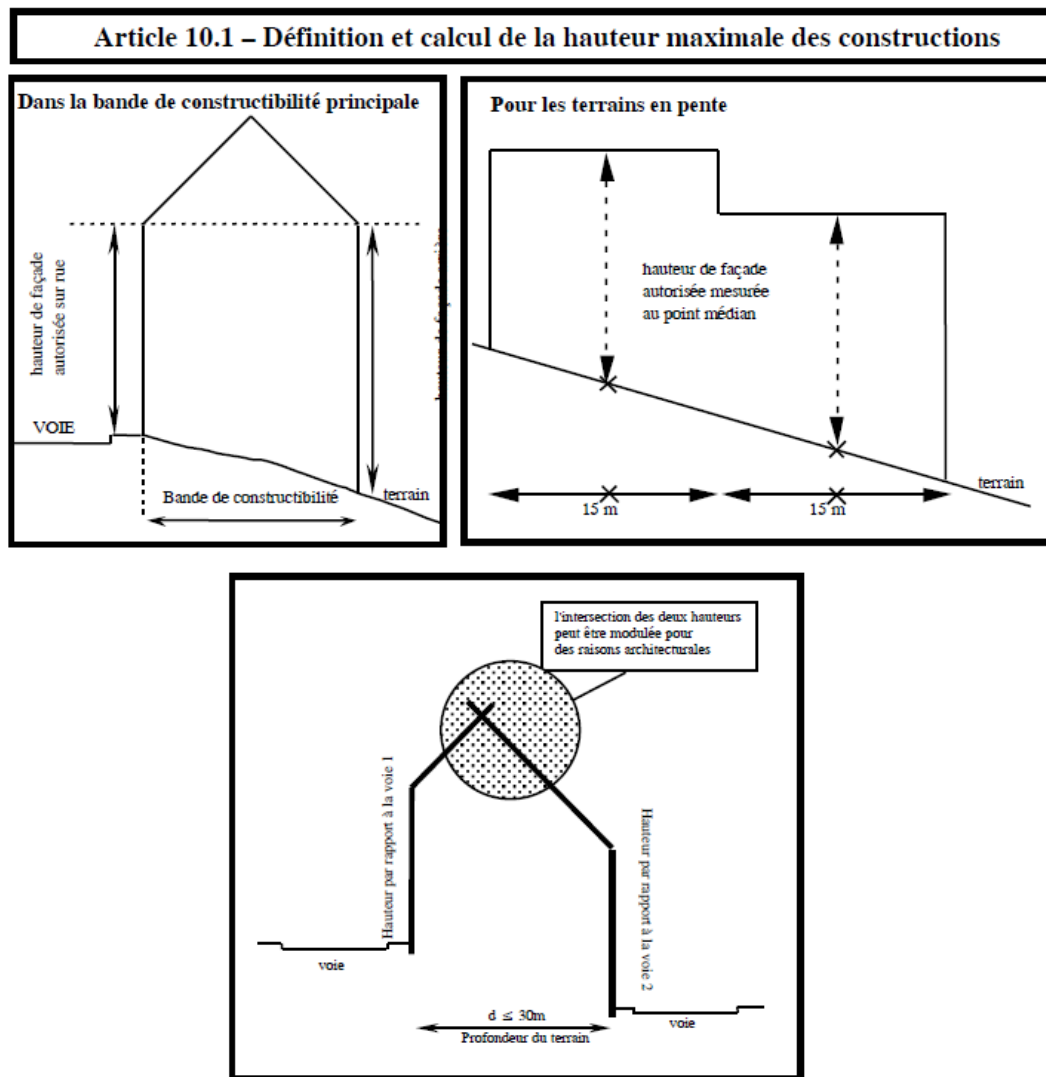 Article 10.1 – Définition et calcul de la hauteur maximale des constructions
Dans la bande de constructibilité principale
hauteur de façade
autorisée sur rue
VOIE
Bande de constructibilité
terrain
Pour les terrains en pente
hauteur de façade
autorisée mesurée
au point médian
15 m
15 m
terrain
l'intersection des deux hauteurs
peut être modulée pour
des raisons architecturales
Hauteur par rapport à la voie 1
Hauteur par rapport à la voie 2
voie
voie
d ≤ 30m
Profondeur du terrain